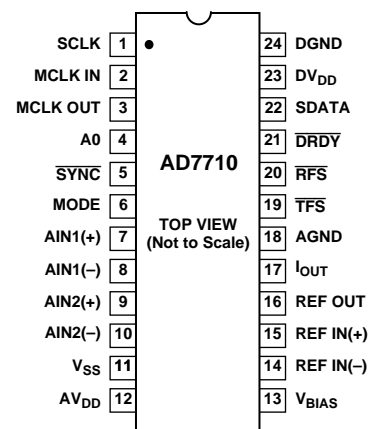 SCLK 1 24 DGND
MCLK IN 2 23 DVDD
MCLK OUT 3 22 SDATA
A0 4 21 DRDY
SYNC 5 20 RFS
MODE 6 19 TFS
AIN1(+) 7 18 AGND
AIN1(–) 8 17 IOUT
AIN2(+) 9 16 REF OUT
AIN2(–) 10 15 REF IN(+)
VSS 11 14 REF IN(–)
AVDD 12 13 VBIAS
AD7710
TOP VIEW
(Not to Scale)